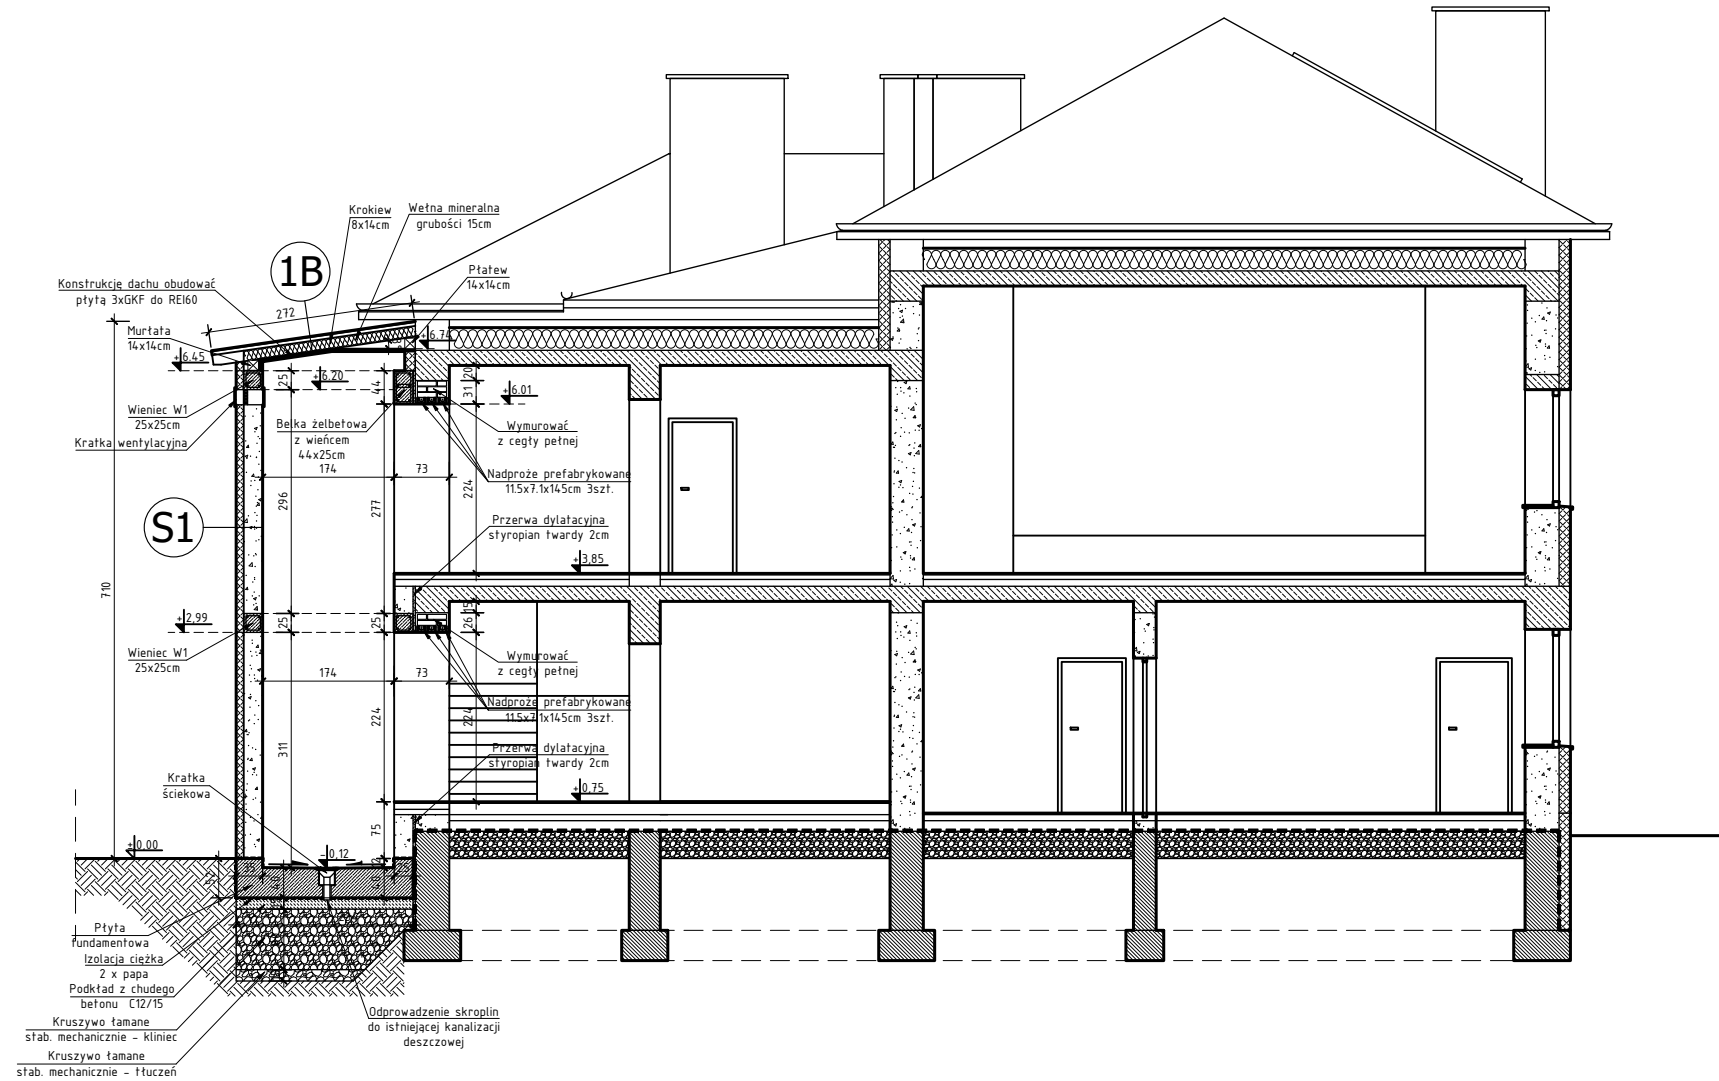 Krokiew
8x14cm
Wełna mineralna
grubości 15cm
1B
Płatew
14x14cm
Konstrukcję dachu obudować
płytą 3xGKF do REI60
272
Murłata
14x14cm
+6.45
+6.20
+6.74
+6.01
25
44
31
20
Wieniec W1
25x25cm
Kratka wentylacyjna
Belka żelbetowa
z wieńcem
44x25cm
Wymurować
z cegły pełnej
174
73
Nadproże prefabrykowane
11.5x7.1x145cm 3szt.
224
296
277
S1
Przerwa dylatacyjna
styropian twardy 2cm
+3,85
710
+2,99
25
25
26
15
Wieniec W1
25x25cm
Wymurować
z cegły pełnej
174
73
Nadproże prefabrykowane
11.5x7.1x145cm 3szt.
224
224
311
Przerwa dylatacyjna
styropian twardy 2cm
Kratka
ściekowa
+0,75
75
+0,00
-0,12
35
40
40
Płyta
fundamentowa
Izolacja ciężka
2 x papa
Podkład z chudego
betonu C12/15
Kruszywo łamane
stab. mechanicznie - kliniec
Kruszywo łamane
stab. mechanicznie - tłuczeń
Odprowadzenie skroplin
do istniejącej kanalizacji
deszczowej